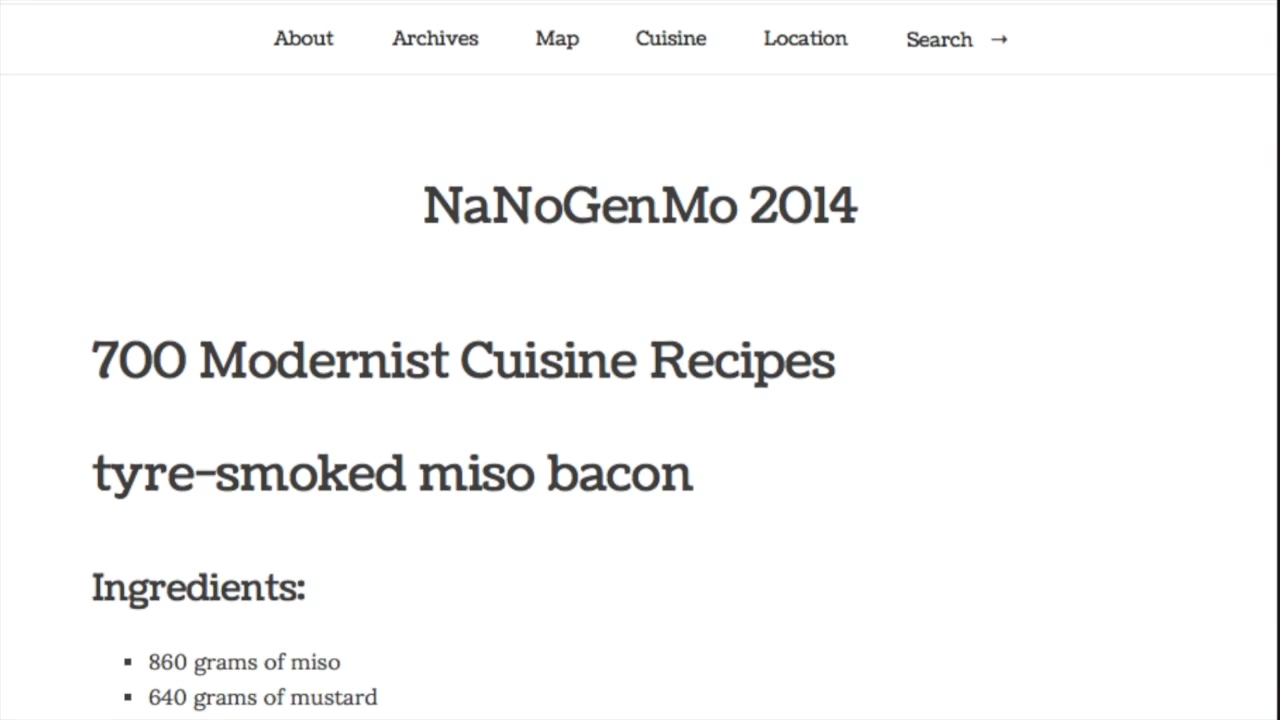 About Archives Map Cuisine Location Search →
NaNoGenMo 2014
700 Modernist Cuisine Recipes
tyre-smoked miso bacon
Ingredients:
▪ 860 grams of miso
▪ 640 grams of mustard